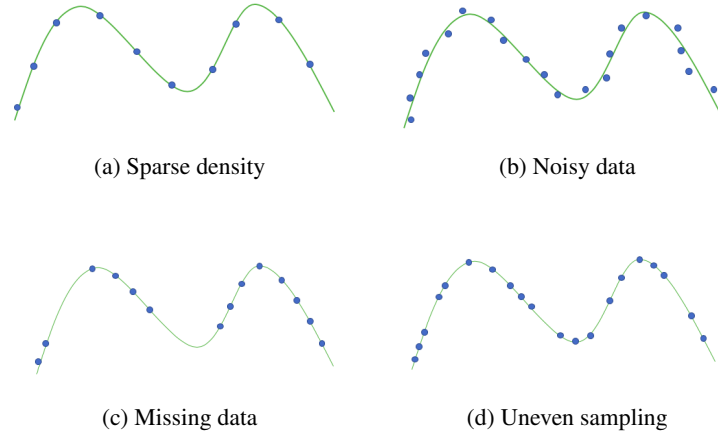 (a) Sparse density
(b) Noisy data
(c) Missing data
(d) Uneven sampling